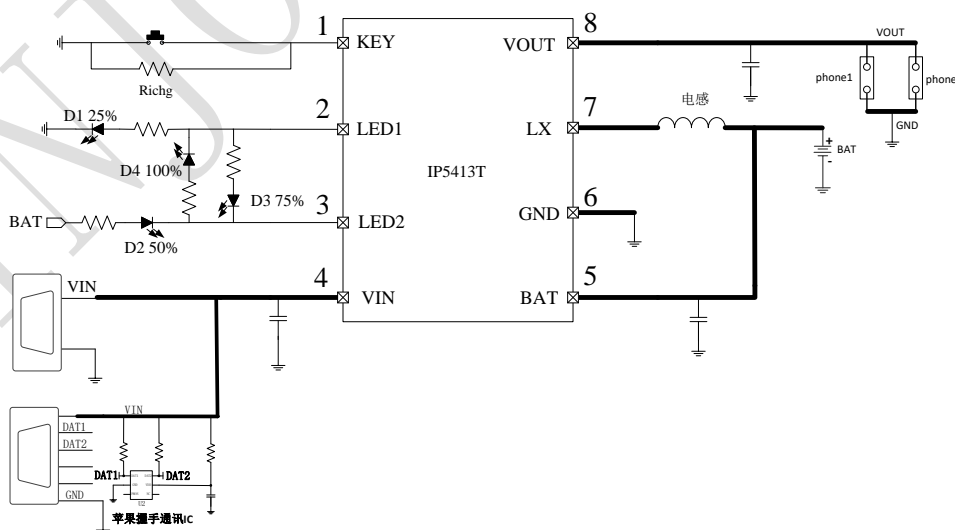 1
KEY
Richg
2
LED1
D1 25%
D4 100%
D3 75%
3
LED2
BAT
D2 50%
4
VIN
VIN
IP5413T
8
VOUT
VOUT
phone1
phone
GND
7
LX
电感
BAT
+
-
6
GND
5
BAT
VIN
DAT1
DAT2
GND
DAT1
DAT2
苹果握手通讯IC